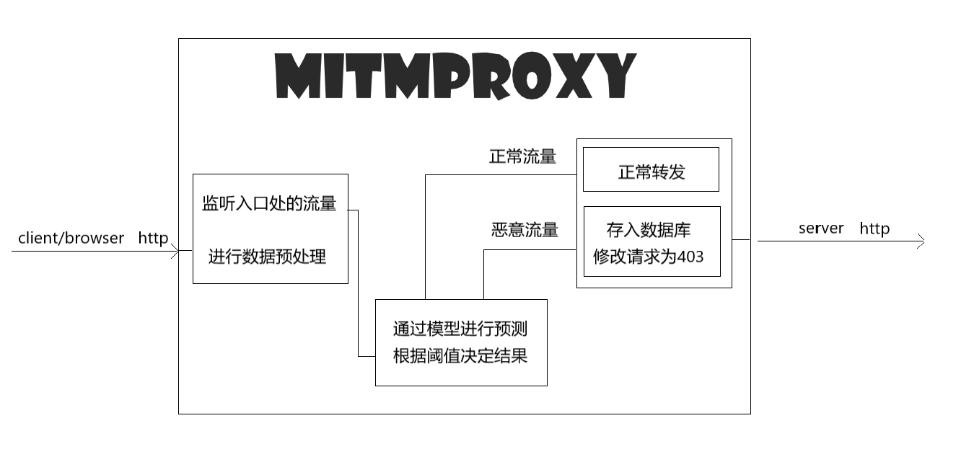 MITMPROXY
正常流量
正常转发
监听入口处的流量
进行数据预处理
恶意流量
存入数据库
修改请求为403
client/browser http
server http
通过模型进行预测
根据阈值决定结果